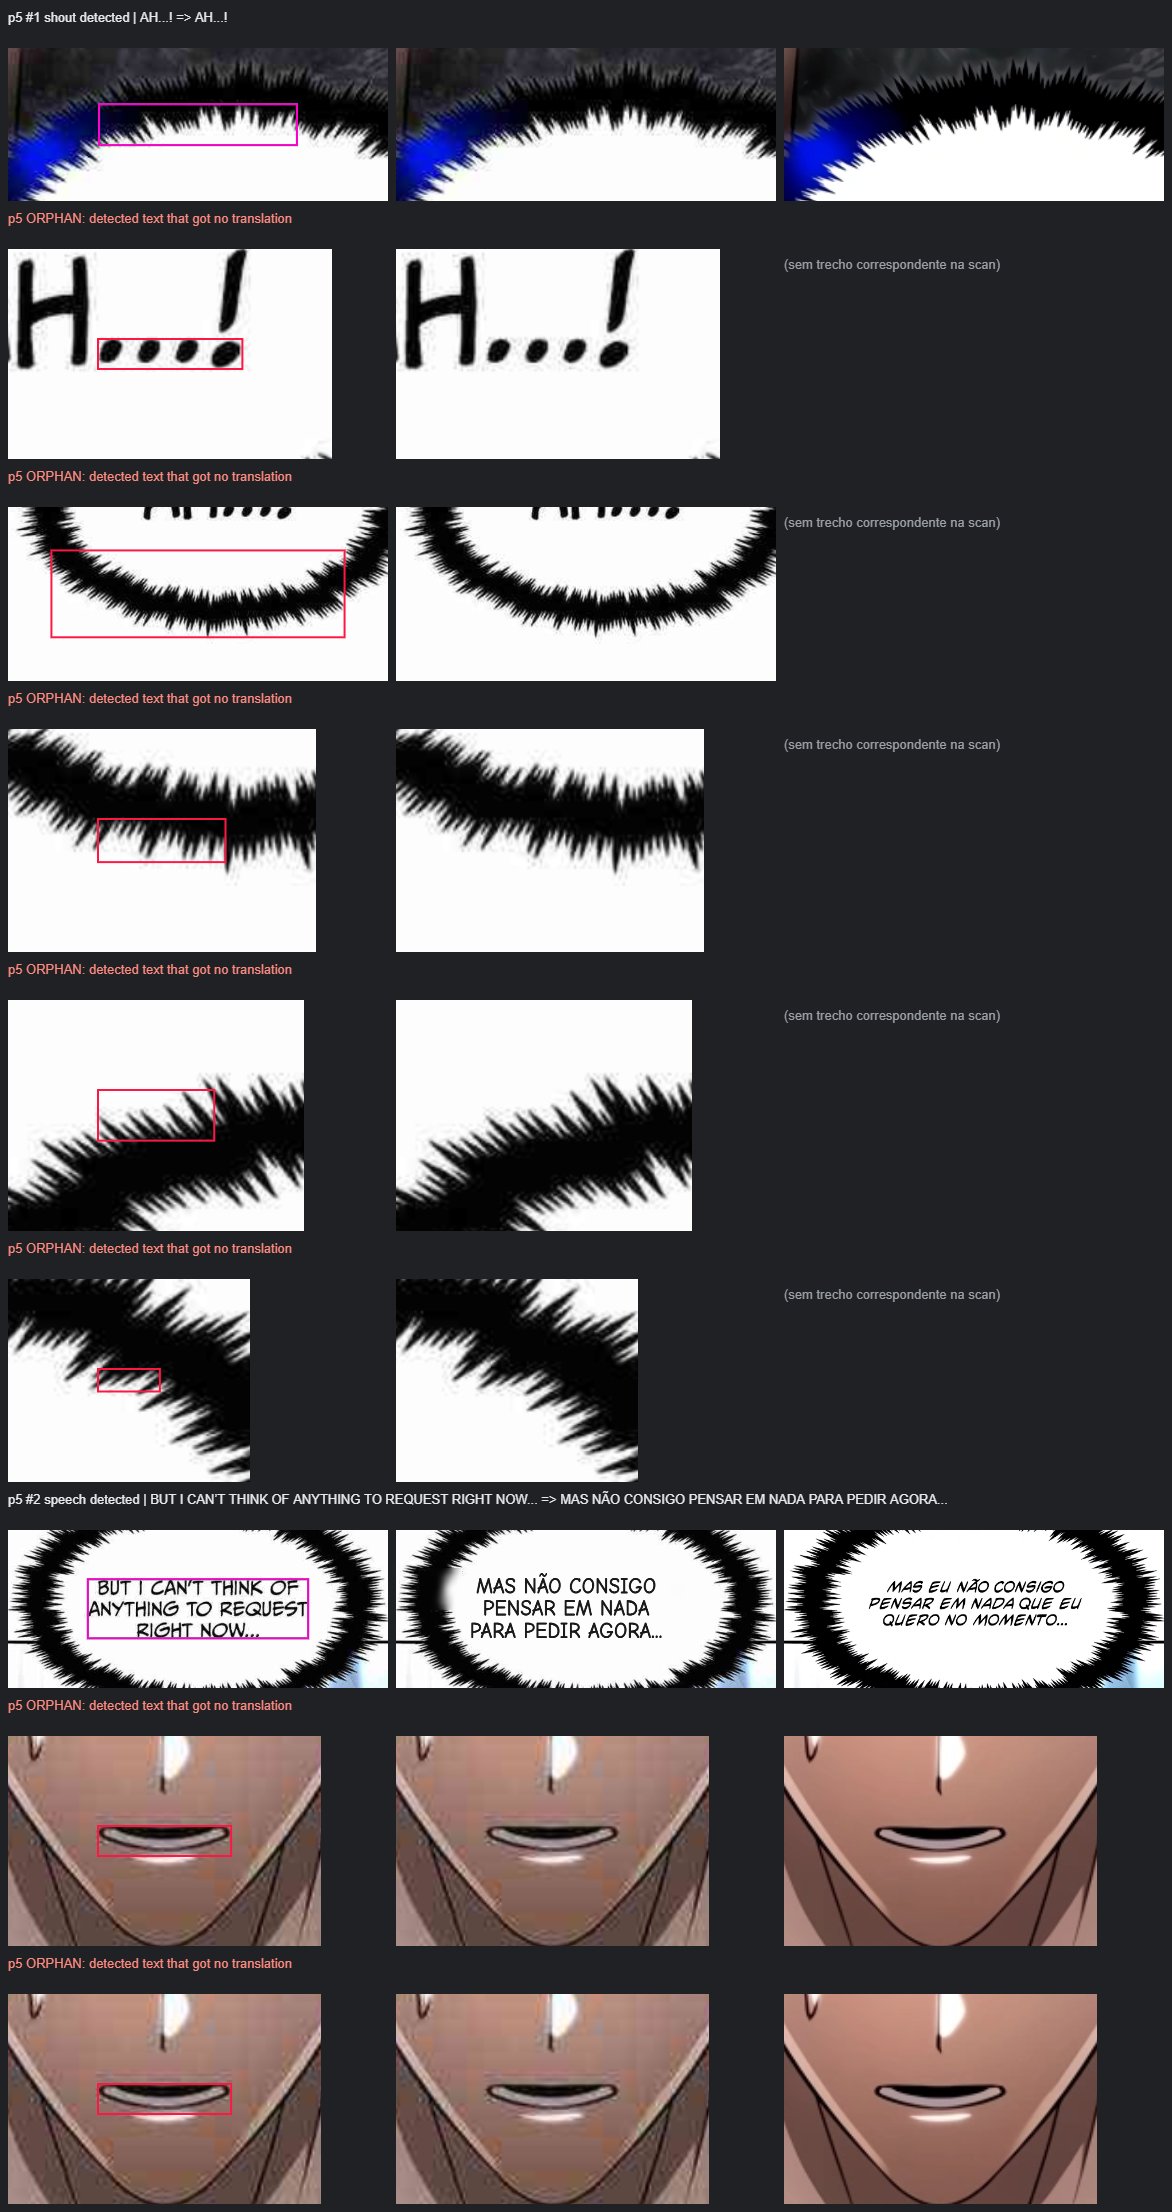 p5 #1 shout detected | AH...! => AH...!
p5 ORPHAN: detected text that got no translation
H....!
H....!
(sem trecho correspondente na scan)
p5 ORPHAN: detected text that got no translation
(sem trecho correspondente na scan)
p5 ORPHAN: detected text that got no translation
(sem trecho correspondente na scan)
p5 ORPHAN: detected text that got no translation
(sem trecho correspondente na scan)
p5 ORPHAN: detected text that got no translation
(sem trecho correspondente na scan)
p5 #2 speech detected | BUT I CAN'T THINK OF ANYTHING TO REQUEST RIGHT NOW... => MAS NÃO CONSIGO PENSAR EM NADA PARA PEDIR AGORA...
BUT I CAN'T THINK OF
ANYTHING TO REQUEST
RIGHT NOW...
MAS NÃO CONSIGO
PENSAR EM NADA
PARA PEDIR AGORA...
MAS EU NÃO CONSIGO
PENSAR EM NADA QUE EU
QUERO NO MOMENTO...
p5 ORPHAN: detected text that got no translation
p5 ORPHAN: detected text that got no translation